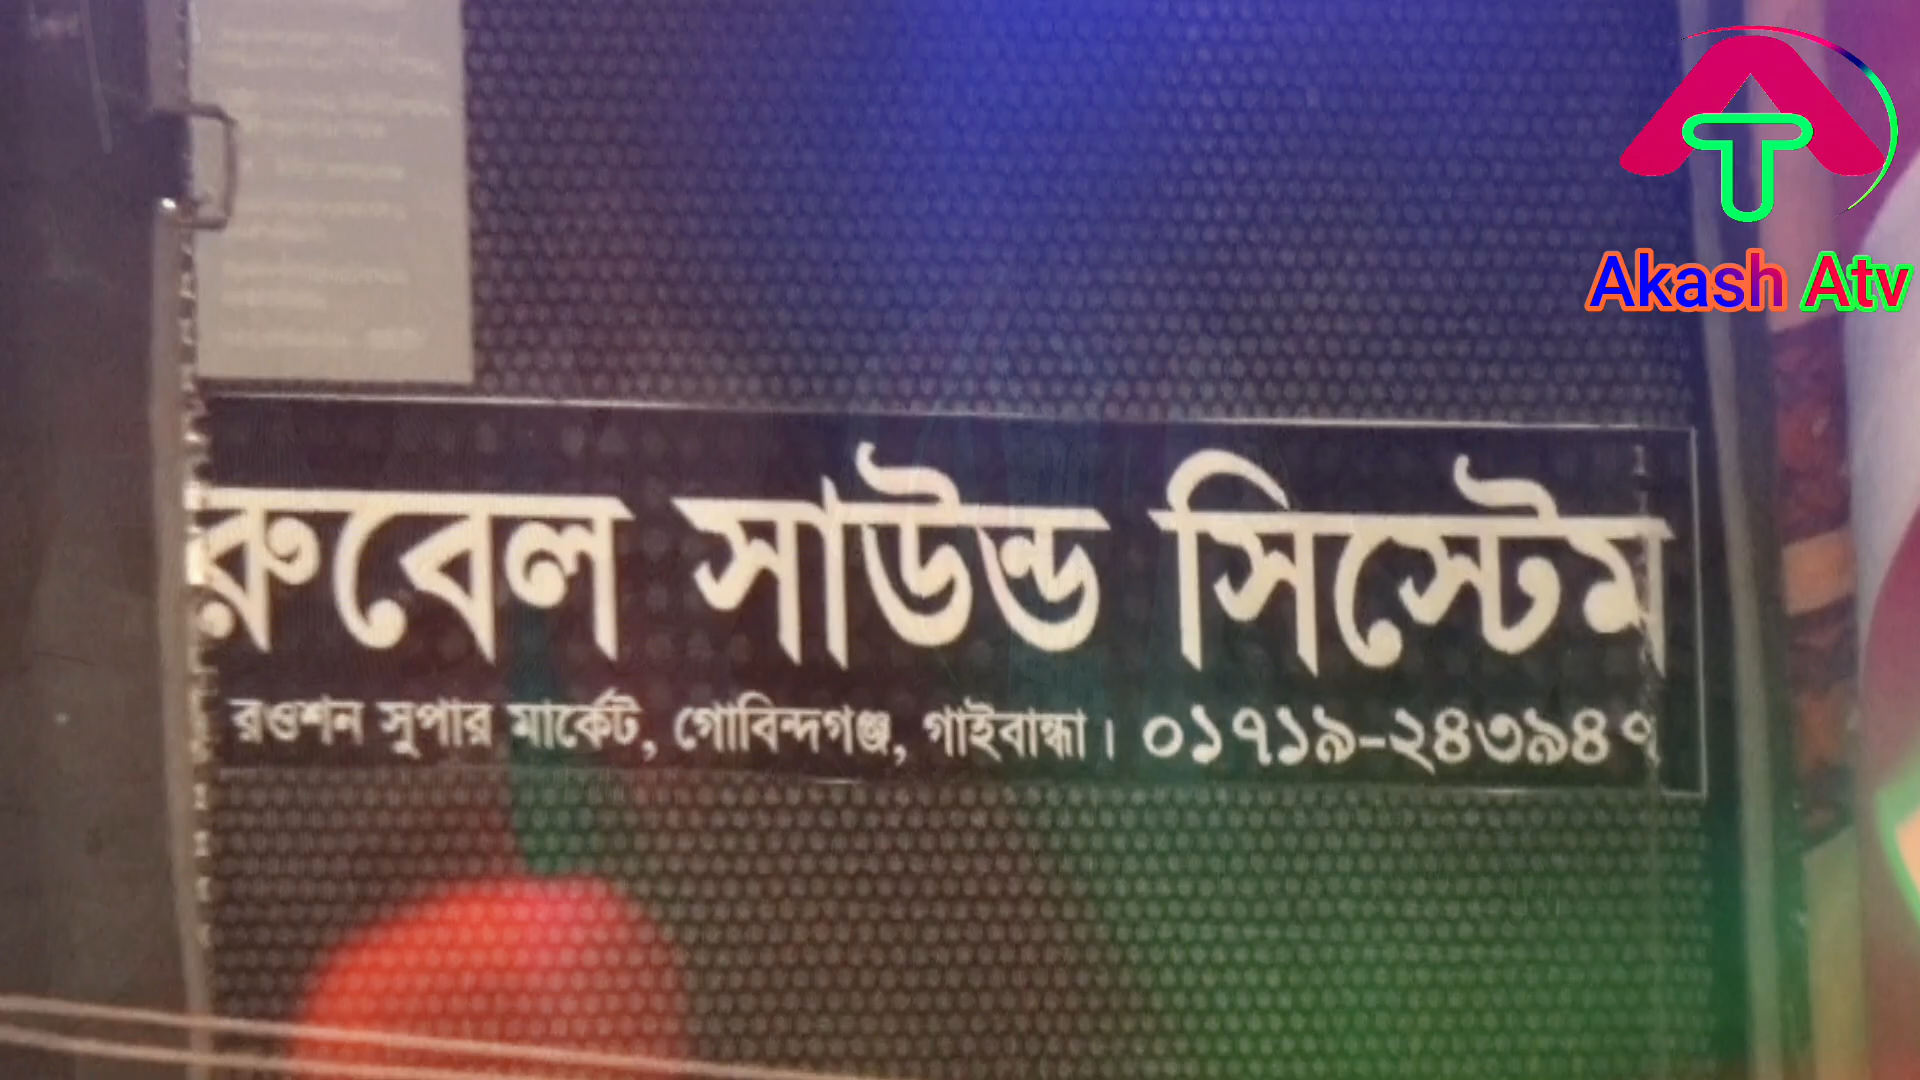 Akash Atv
রুবেল সাউন্ড সিস্টেম
রওশন সুপার মার্কেট, গোবিন্দগঞ্জ, গাইবান্ধা। ০১৭১৯-২৪৩৯৪৭